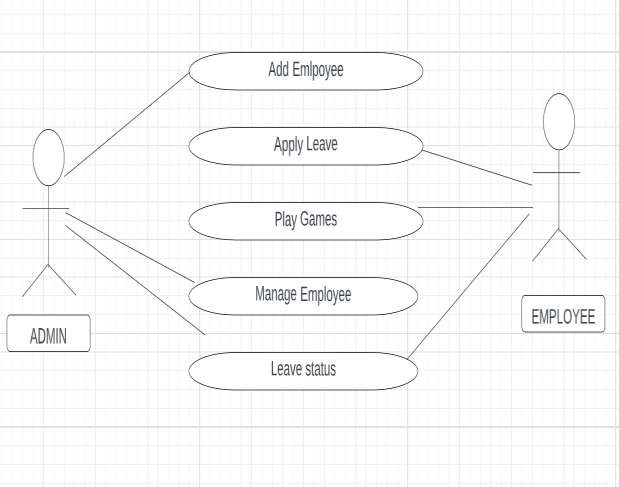 Add Emlpoyee
Apply Leave
Play Games
Manage Employee
EMPLOYEE
ADMIN
Leave status